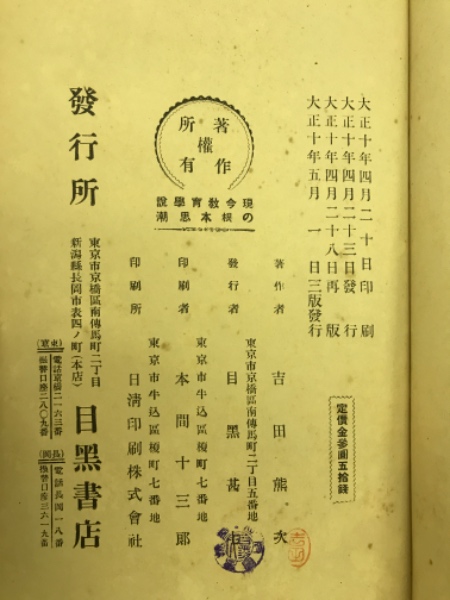 大正十年四月二十日印刷
大正十年四月二十三日發行
大正十年四月二十八日再版
大正十年五月一日三版發行
定價金參圓五拾錢
著作權所有
現今教育學說の根本思潮
著作者 吉田熊次
東京市京橋區南傳馬町二丁目五番地
發行者 目黑甚
東京市牛込區榎町七番地
印刷者 本間十三郎
東京市牛込區榎町七番地
印刷所 日淸印刷株式會社
發行所
東京市京橋區南傳馬町二丁目
新潟縣長岡市表四ノ町(本店)
目黑書店
(東京)
電話京橋二一六三番
振替口座二八〇九番
(長岡)
電話長岡一八番
振替口座三六一九番